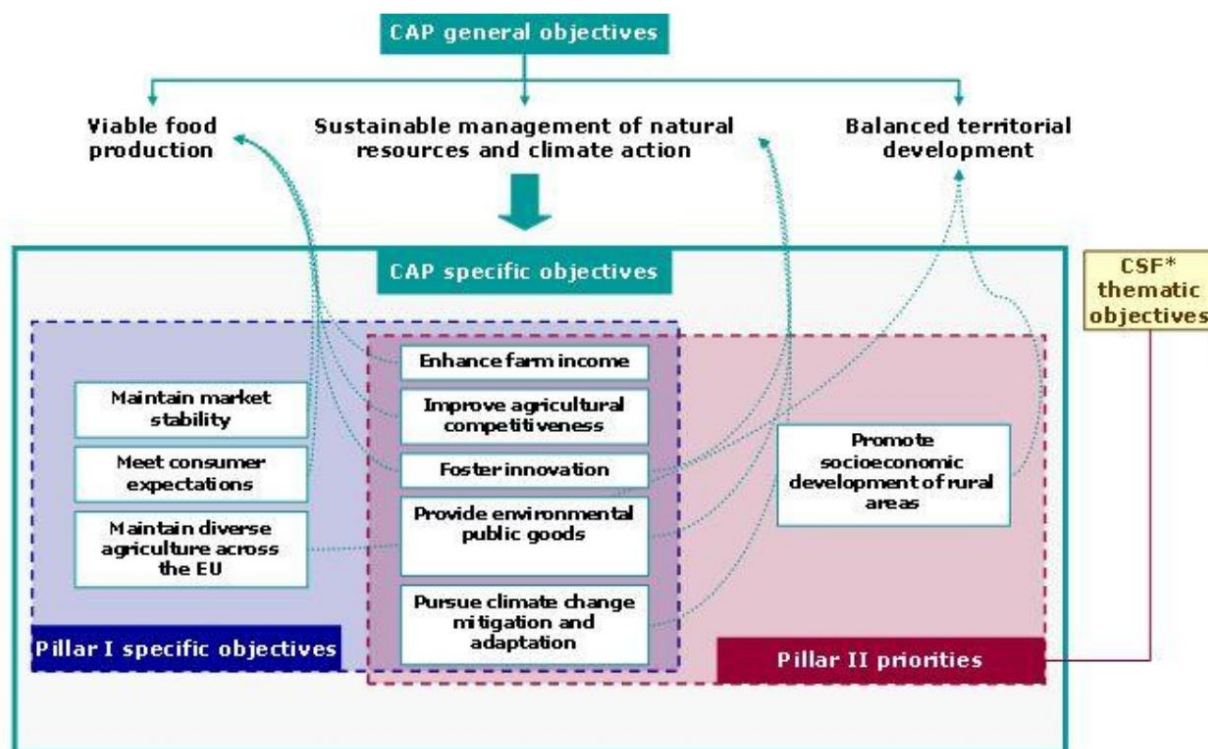 CAP general objectives
Viable food
production
Sustainable management of natural
resources and climate action
Balanced territorial
development
CAP specific objectives
CSF*
thematic
objectives
Enhance farm income
Maintain market
stability
Improve agricultural
competitiveness
Meet consumer
expectations
Foster innovation
Promote
socioeconomic
development of rural
areas
Maintain diverse
agriculture across
the EU
Provide environmental
public goods
Pursue climate change
mitigation and
adaptation
Pillar I specific objectives
Pillar II priorities